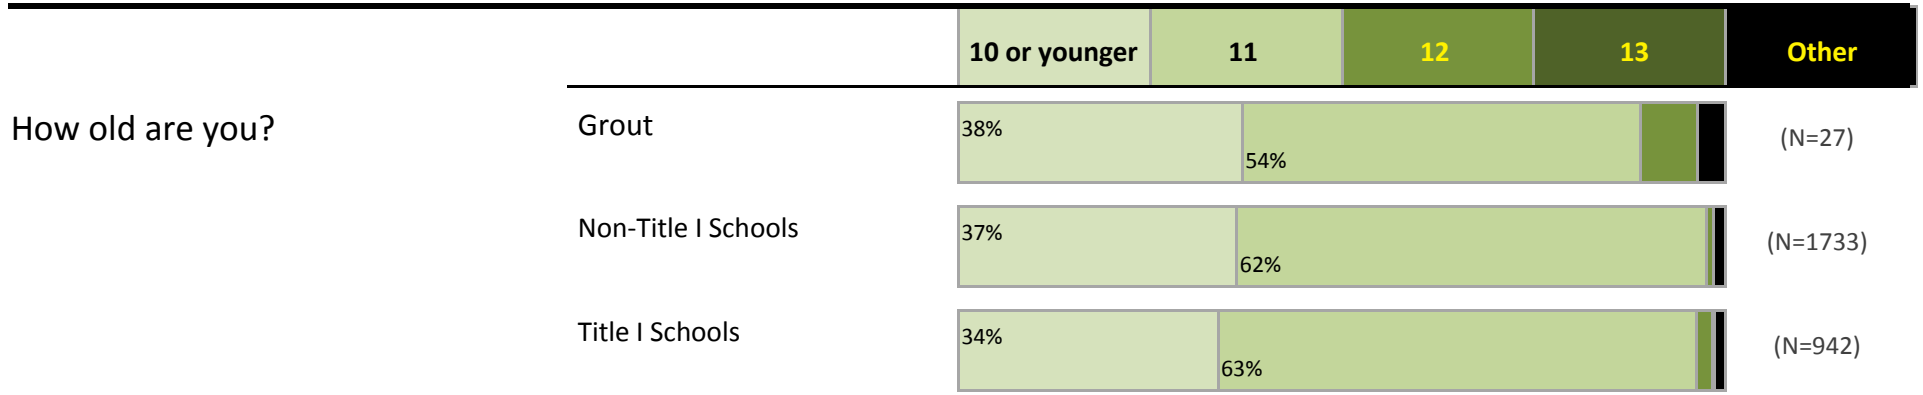 10 or younger 11 12 13 Other
How old are you? Grout 38% 54% (N=27)
Non-Title I Schools 37% 62% (N=1733)
Title I Schools 34% 63% (N=942)